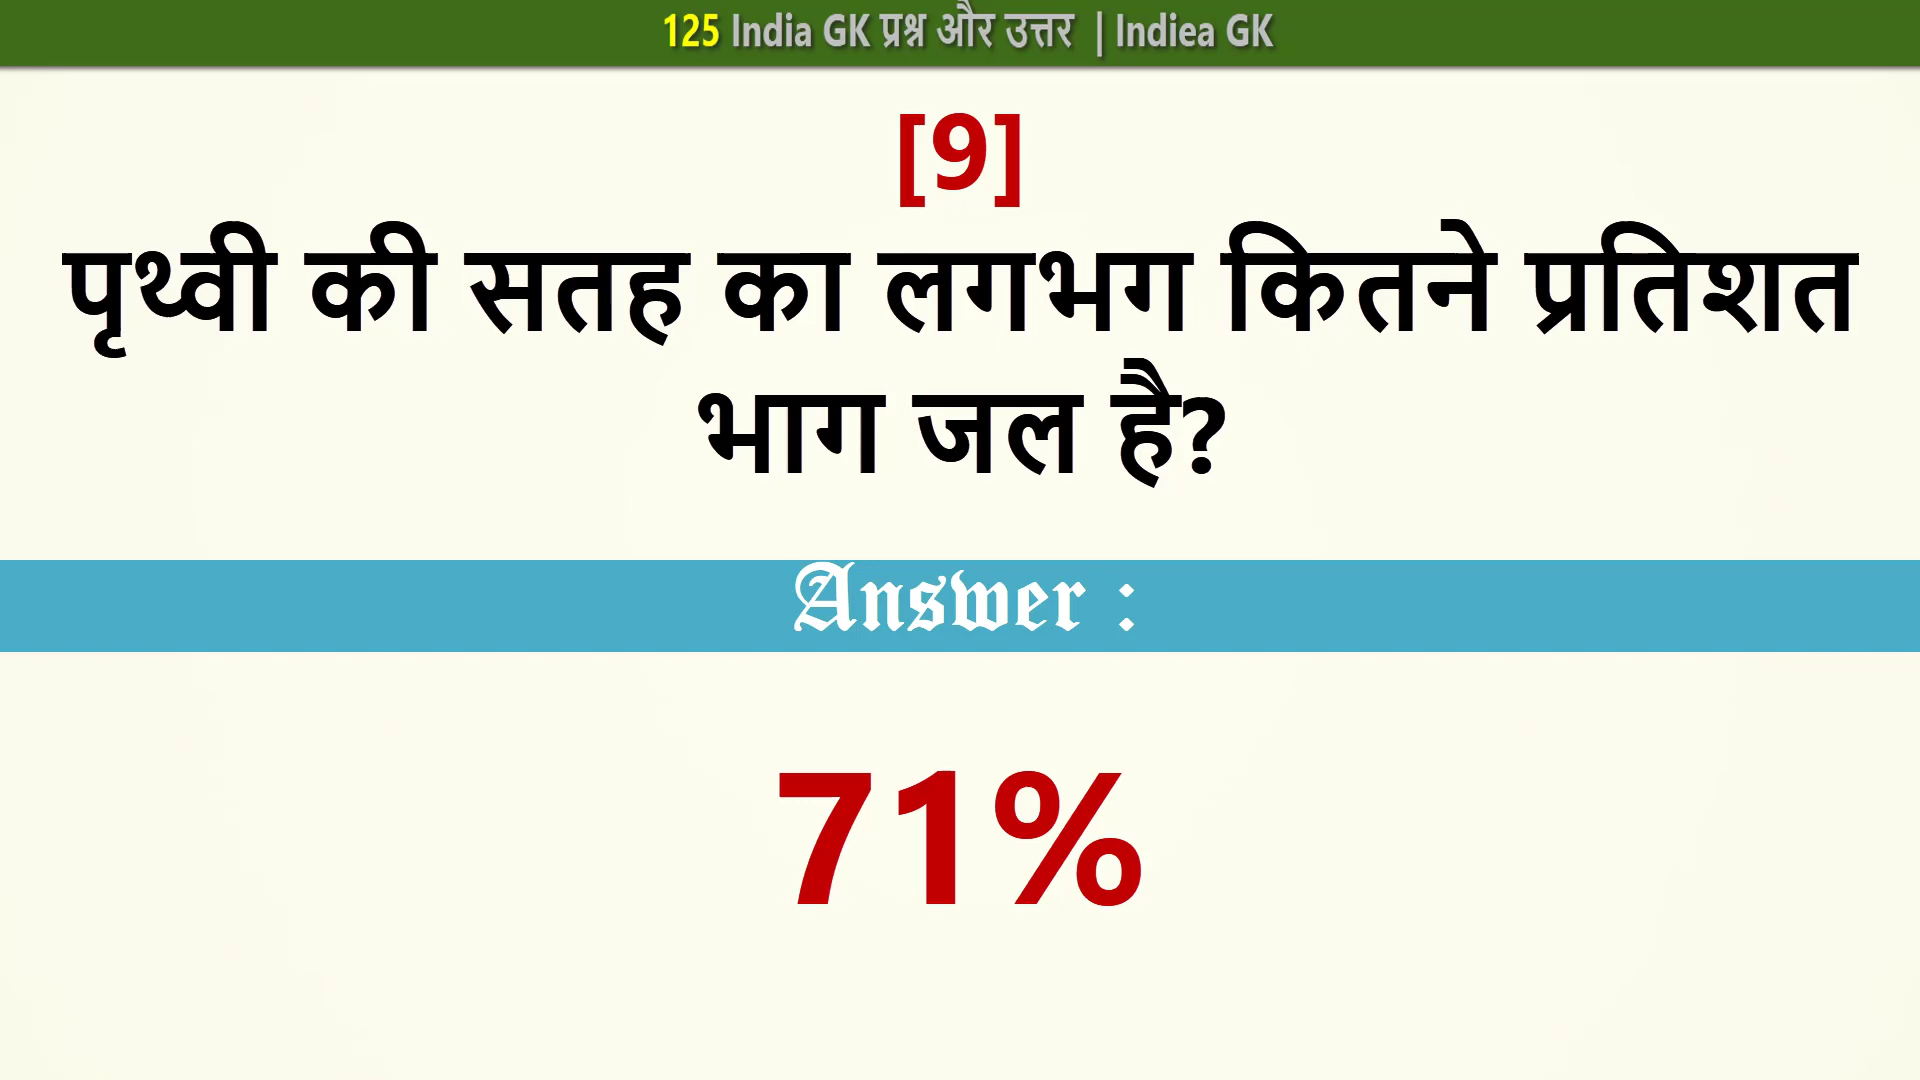 125 India GK प्रश्न और उत्तर | Indiea GK
[9]
पृथ्वी की सतह का लगभग कितने प्रतिशत
भाग जल है?
Answer :
71%